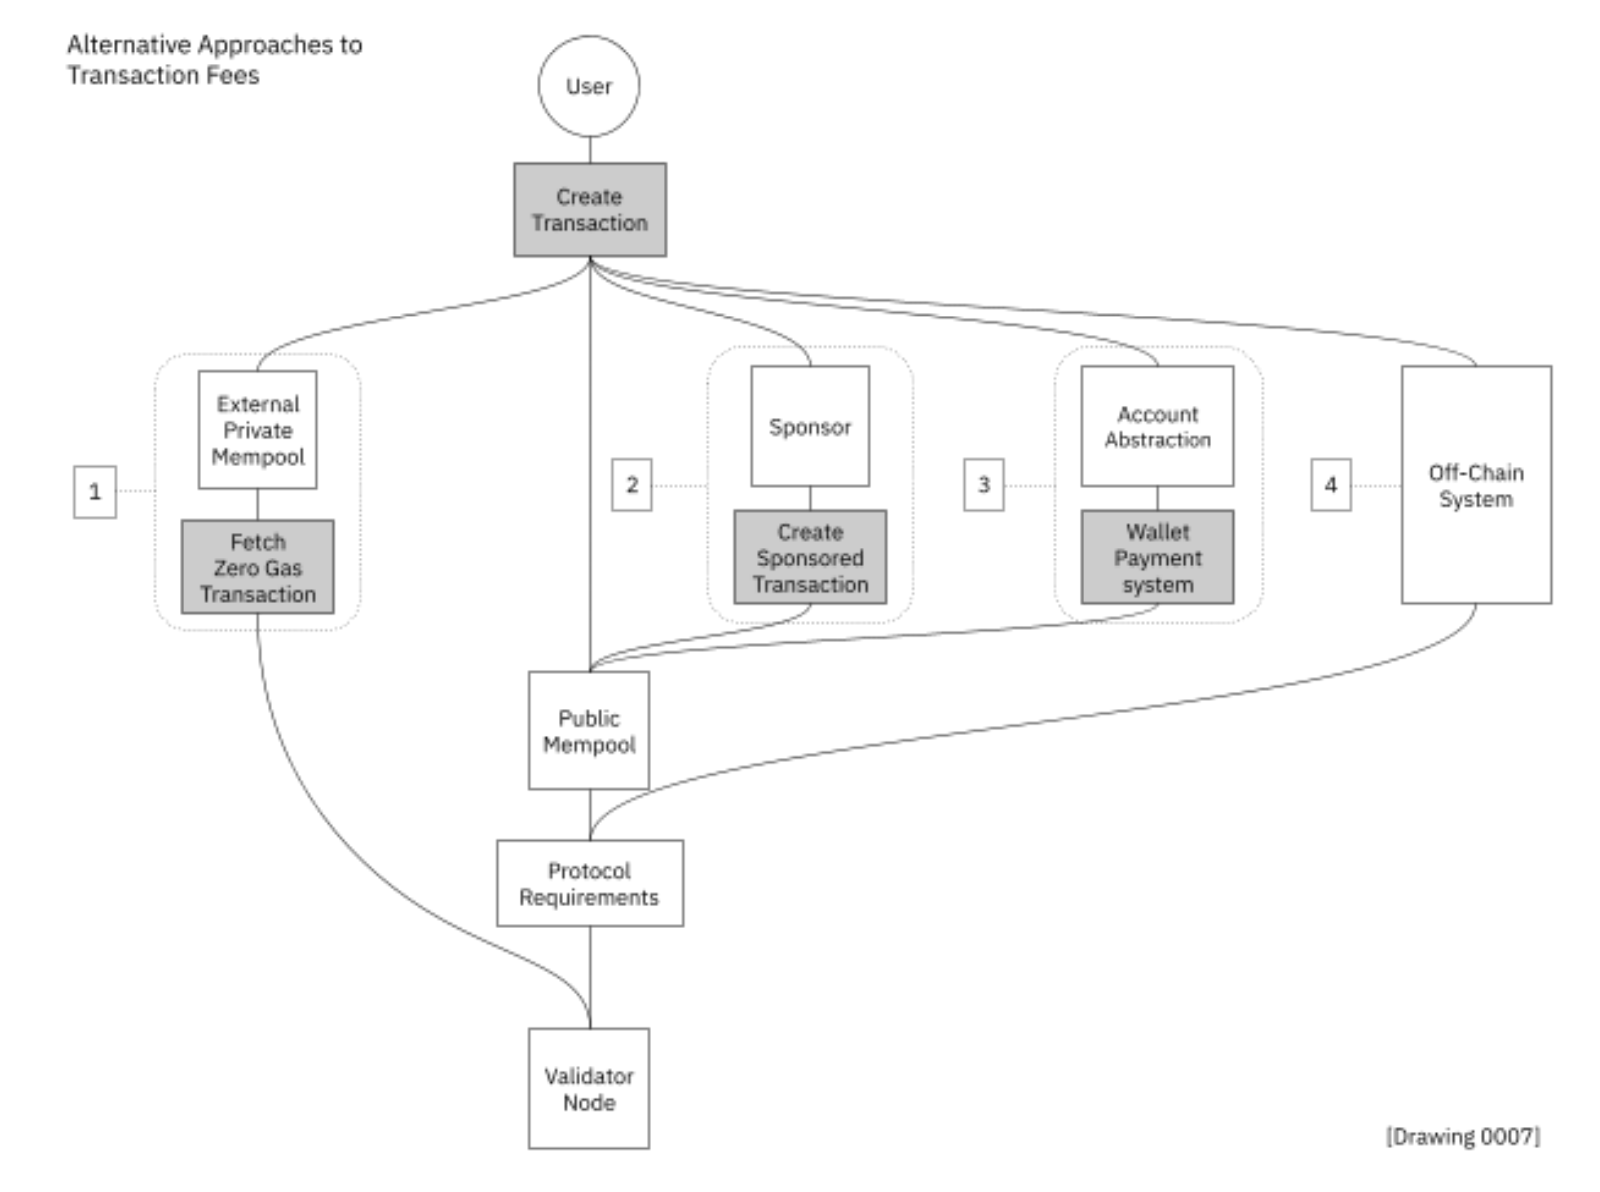 Alternative Approaches to
Transaction Fees
User
Create
Transaction
External
Private
Mempool
Sponsor
Account
Abstraction
Off-Chain
System
1
2
3
4
Fetch
Zero Gas
Transaction
Create
Sponsored
Transaction
Wallet
Payment
system
Public
Mempool
Protocol
Requirements
Validator
Node
[Drawing 0007]